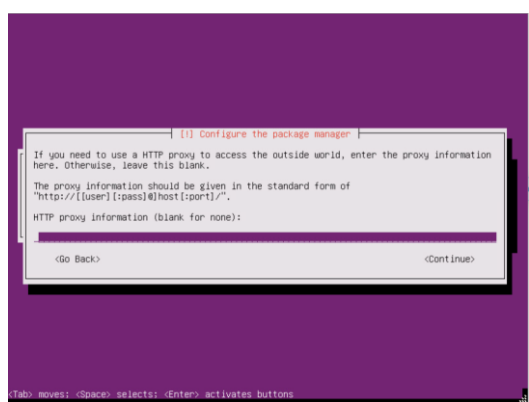 [!] Configure the package manager
If you need to use a HTTP proxy to access the outside world, enter the proxy information
here. Otherwise, leave this blank.
The proxy information should be given in the standard form of
"http://[[user][:pass]@]host[:port]/".
HTTP proxy information (blank for none):
<Go Back> <Continue>
<Tab> moves; <Space> selects; <Enter> activates buttons